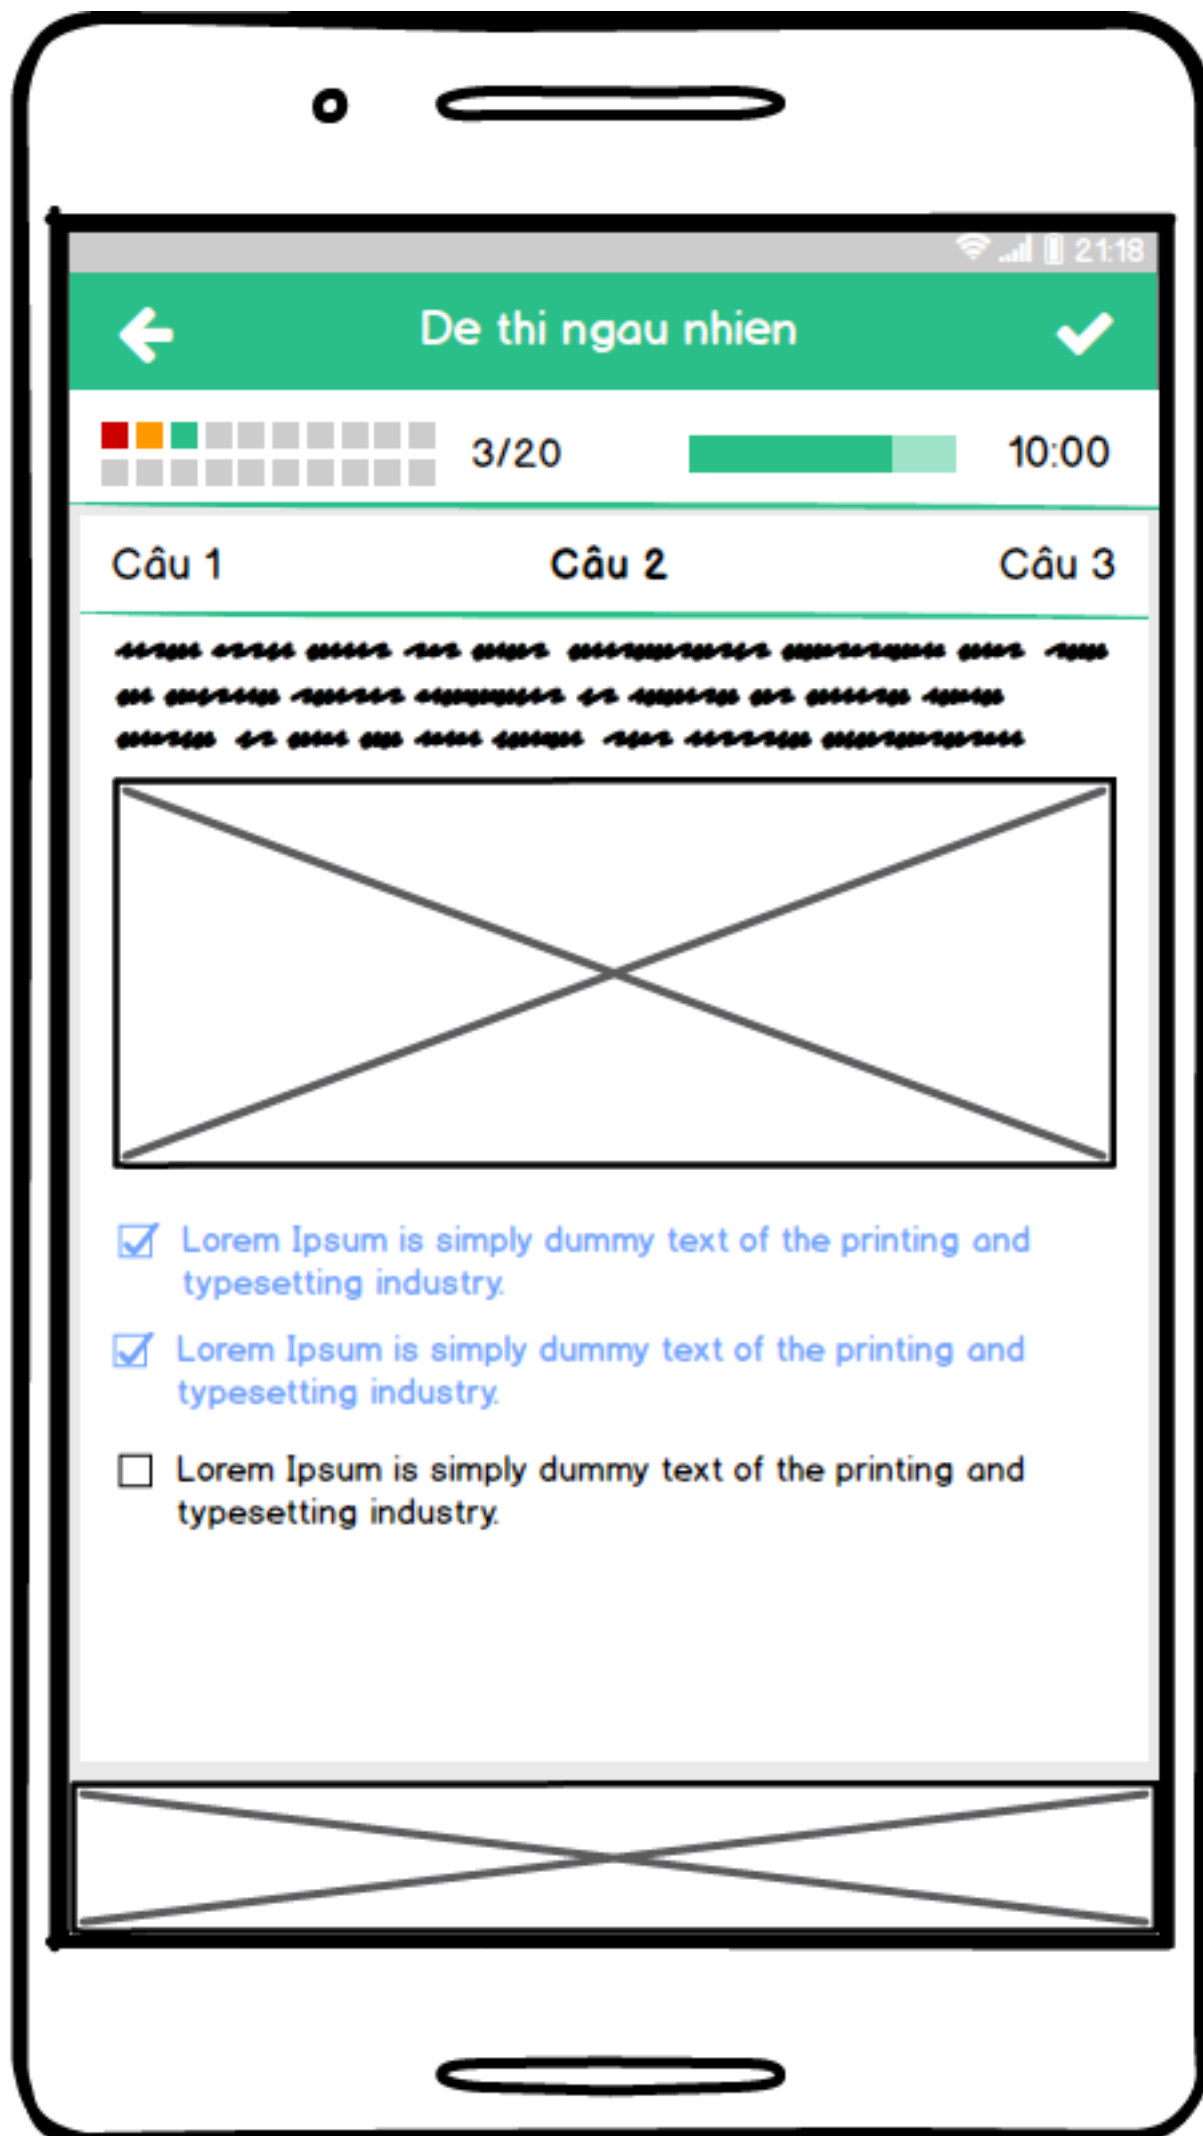 21:18
De thi ngau nhien
3/20 10:00
Câu 1 Câu 2 Câu 3
Lorem Ipsum is simply dummy text of the printing and
typesetting industry.
Lorem Ipsum is simply dummy text of the printing and
typesetting industry.
Lorem Ipsum is simply dummy text of the printing and
typesetting industry.